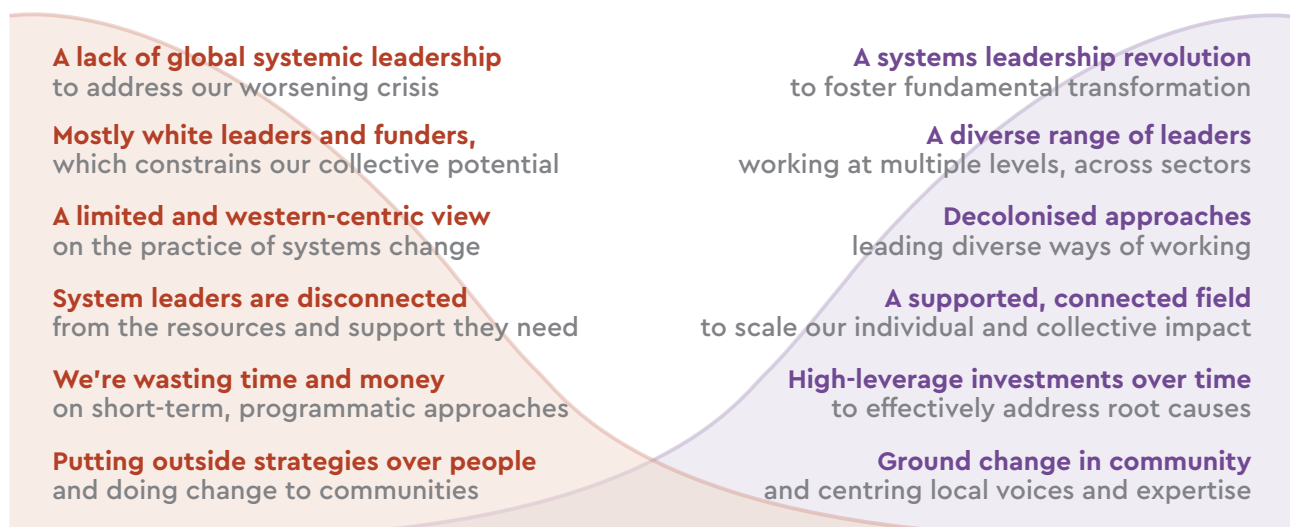 A lack of global systemic leadership
to address our worsening crisis
Mostly white leaders and funders,
which constrains our collective potential
A limited and western-centric view
on the practice of systems change
System leaders are disconnected
from the resources and support they need
We're wasting time and money
on short-term, programmatic approaches
Putting outside strategies over people
and doing change to communities
A systems leadership revolution
to foster fundamental transformation
A diverse range of leaders
working at multiple levels, across sectors
Decolonised approaches
leading diverse ways of working
A supported, connected field
to scale our individual and collective impact
High-leverage investments over time
to effectively address root causes
Ground change in community
and centring local voices and expertise